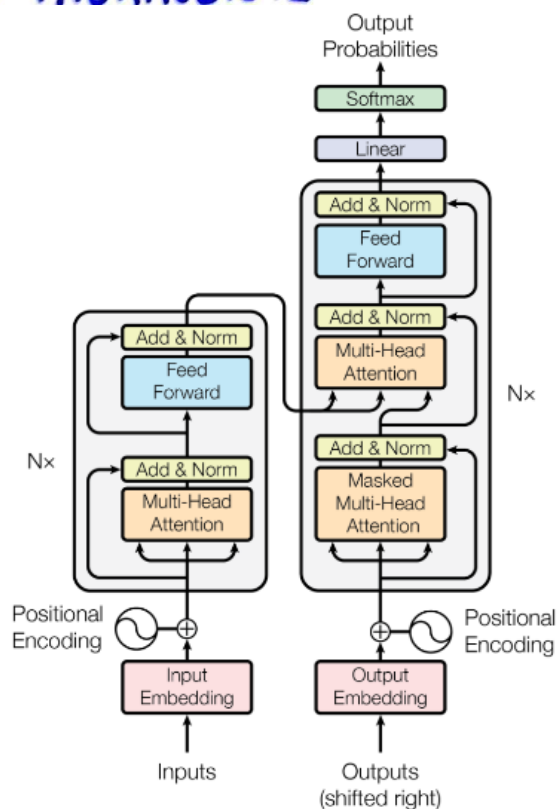 Output
Probabilities
Softmax
Linear
Add & Norm
Feed
Forward
Add & Norm
Multi-Head
Attention
Add & Norm
Masked
Multi-Head
Attention
Nx
Add & Norm
Feed
Forward
Add & Norm
Multi-Head
Attention
Nx
Positional
Encoding
Positional
Encoding
Input
Embedding
Output
Embedding
Inputs
Outputs
(shifted right)